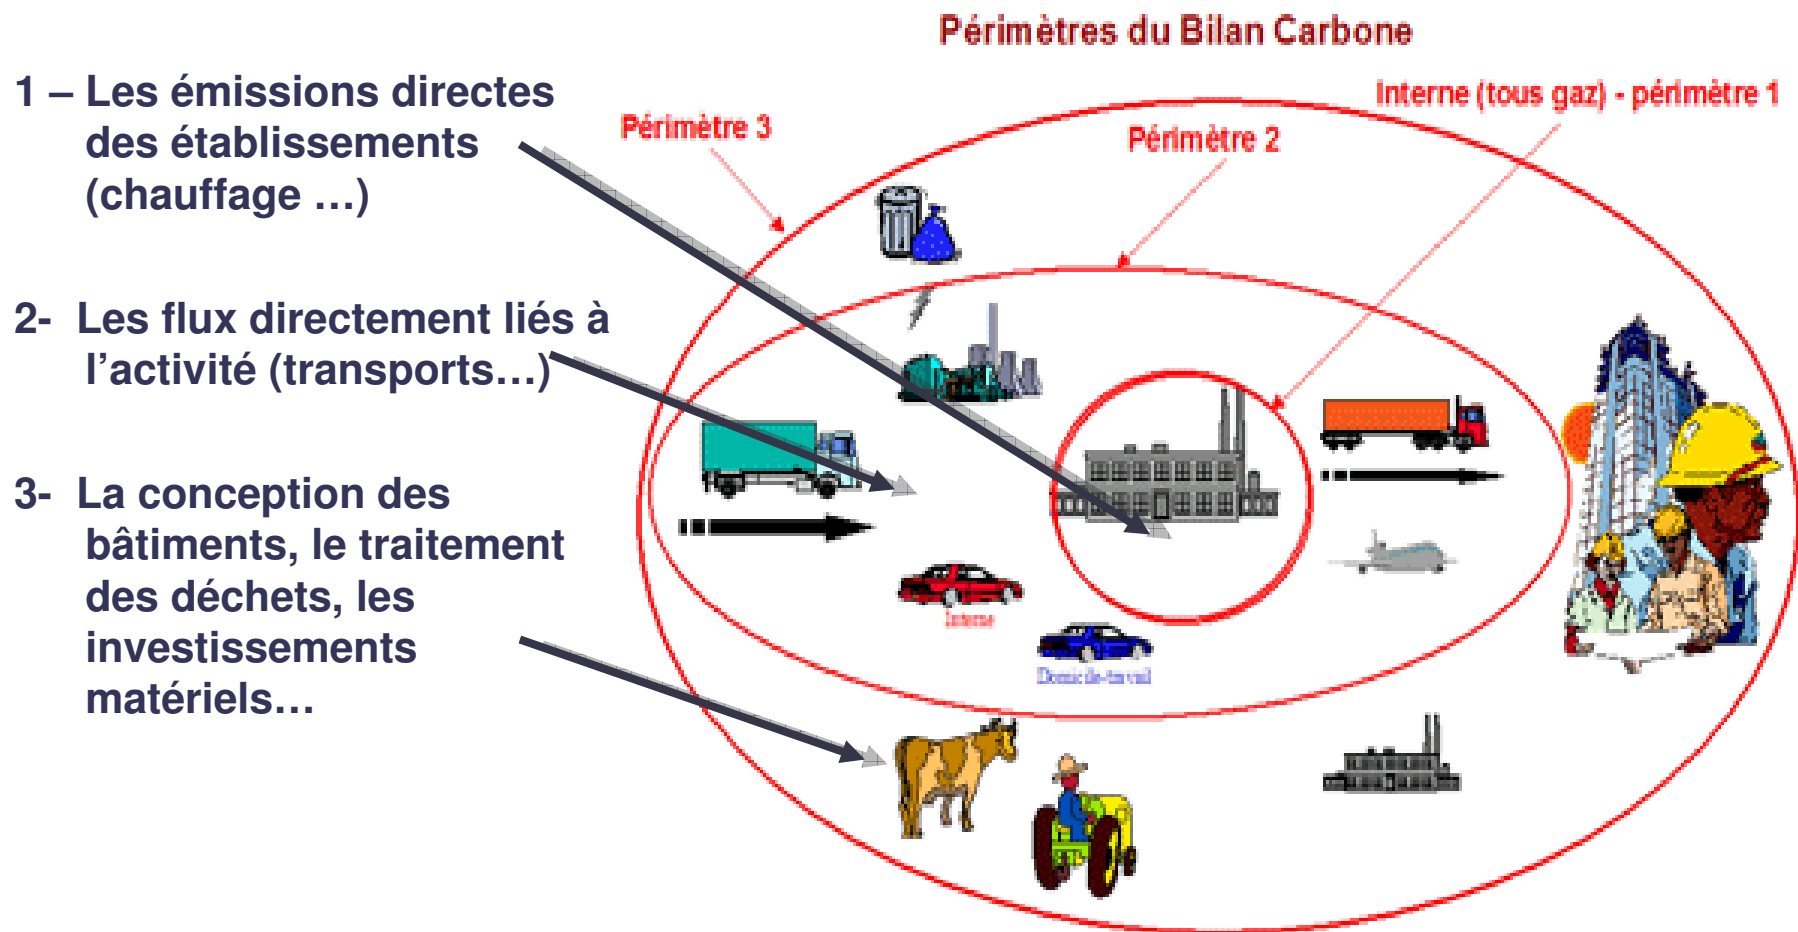 Périmètres du Bilan Carbone
1 – Les émissions directes
des établissements
(chauffage …)
2- Les flux directement liés à
l’activité (transports…)
3- La conception des
bâtiments, le traitement
des déchets, les
investissements
matériels…
Périmètre 3
Périmètre 2
Interne (tous gaz) - périmètre 1
Interne
Domicile-travail